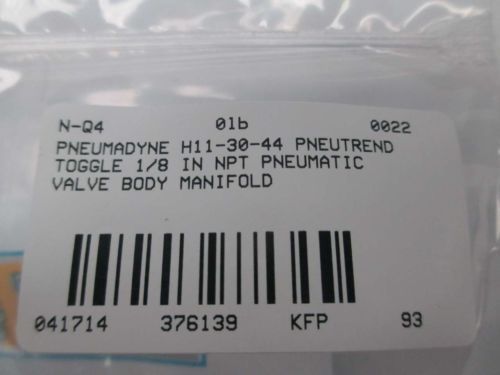 N-Q4 01b 0022
PNEUMADYNE H11-30-44 PNEUTREND
TOGGLE 1/8 IN NPT PNEUMATIC
VALVE BODY MANIFOLD
041714 376139 KFP 93